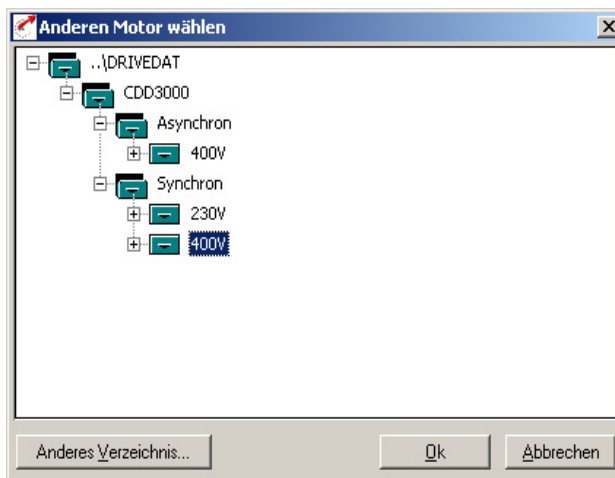 Anderen Motor wählen
..\DRIVEDAT
CDD3000
Asynchron
400V
Synchron
230V
400V
Anderes Verzeichnis... Ok Abbrechen